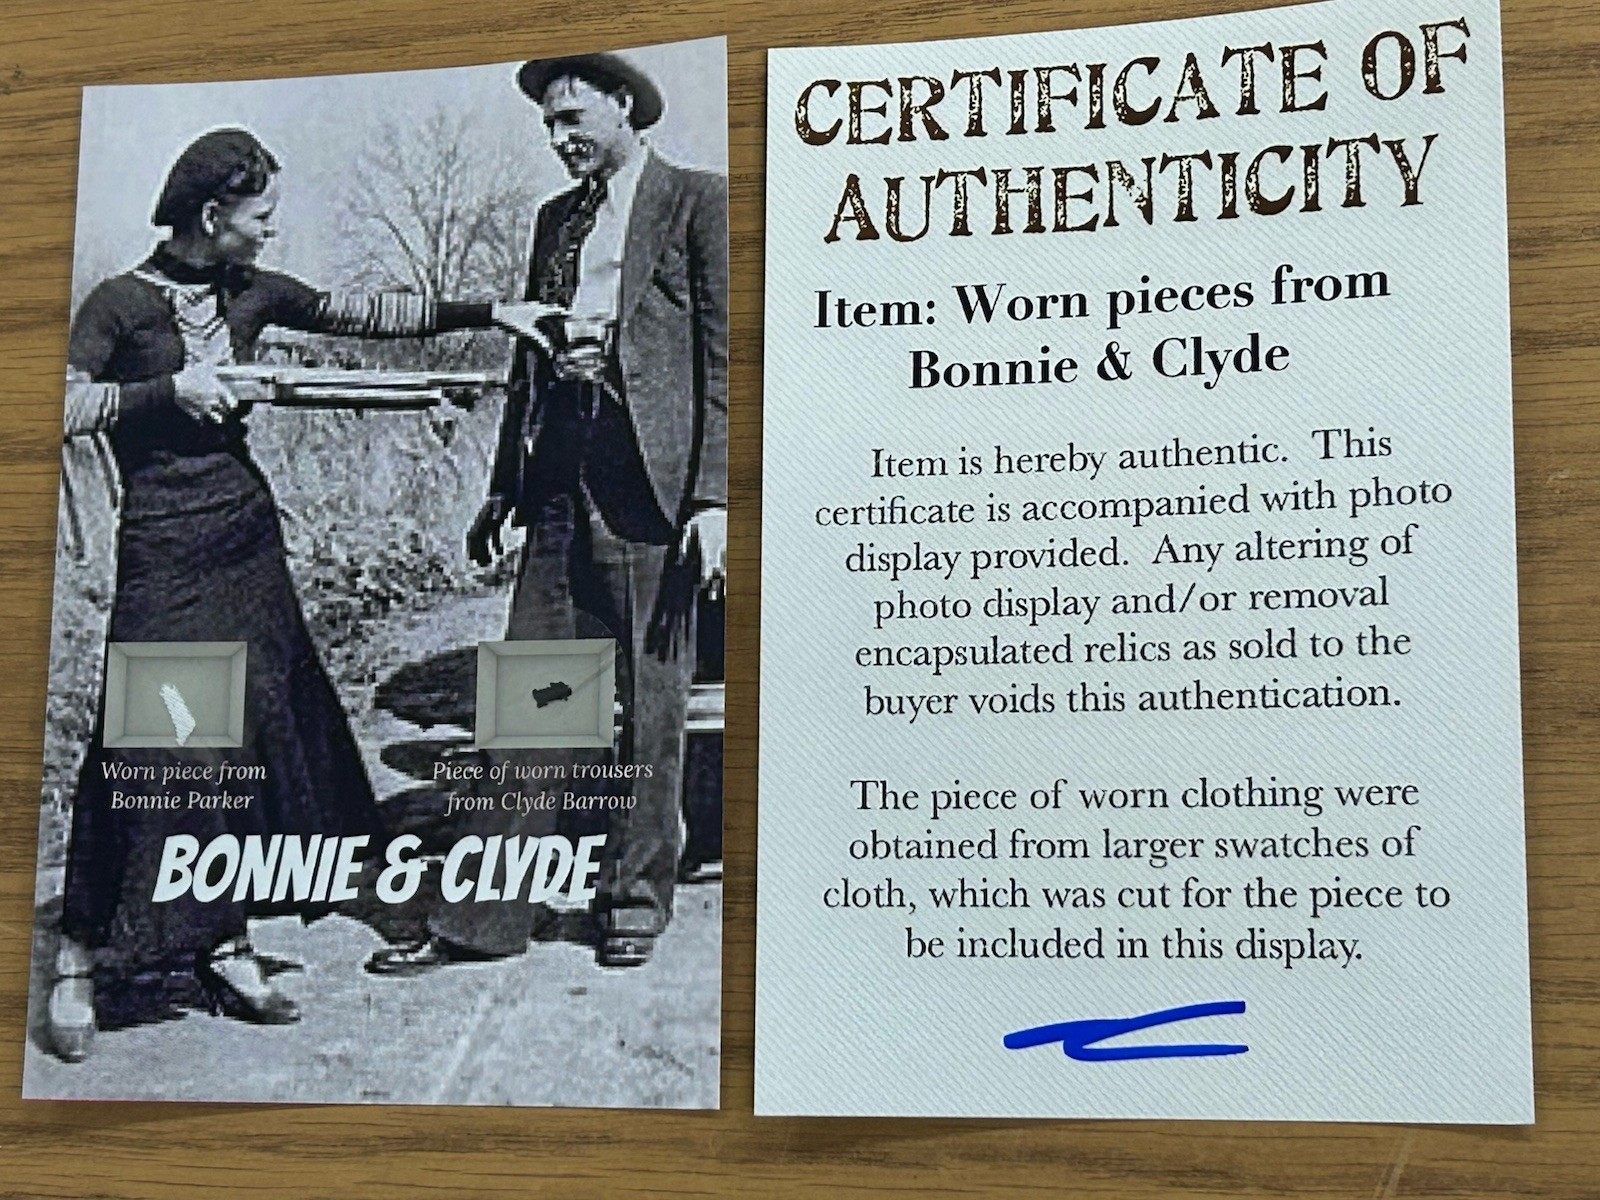 Worn piece from
Bonnie Parker
Piece of worn trousers
from Clyde Barrow
BONNIE & CLYDE
CERTIFICATE OF
AUTHENTICITY
Item: Worn pieces from
Bonnie & Clyde
Item is hereby authentic. This
certificate is accompanied with photo
display provided. Any altering of
photo display and/or removal
encapsulated relics as sold to the
buyer voids this authentication.
The piece of worn clothing were
obtained from larger swatches of
cloth, which was cut for the piece to
be included in this display.